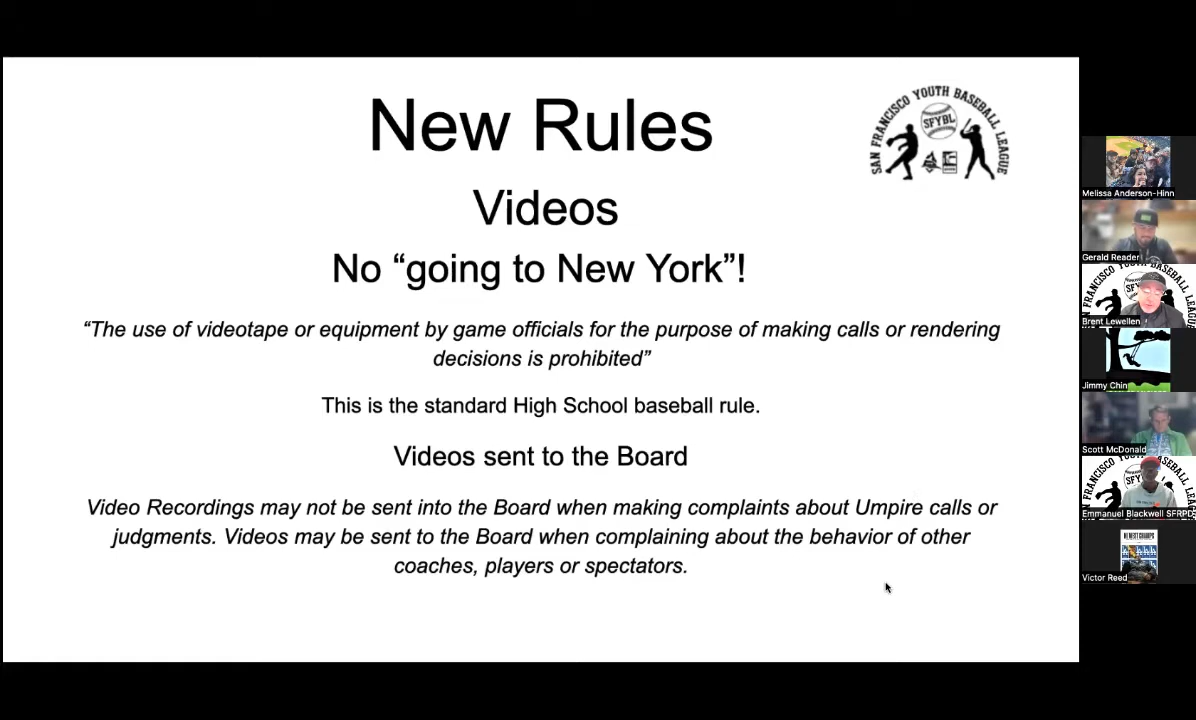 New Rules
SAN FRANCISCO YOUTH BASEBALL LEAGUE
SFYBL
Videos
No “going to New York”!
“The use of videotape or equipment by game officials for the purpose of making calls or rendering
decisions is prohibited”
This is the standard High School baseball rule.
Videos sent to the Board
Video Recordings may not be sent into the Board when making complaints about Umpire calls or
judgments. Videos may be sent to the Board when complaining about the behavior of other
coaches, players or spectators.
Melissa Anderson-Hinn
Gerald Reader
Brent Lewellen
Jimmy Chin
Scott McDonald
Emmanuel Blackwell SFRPD
Victor Reed